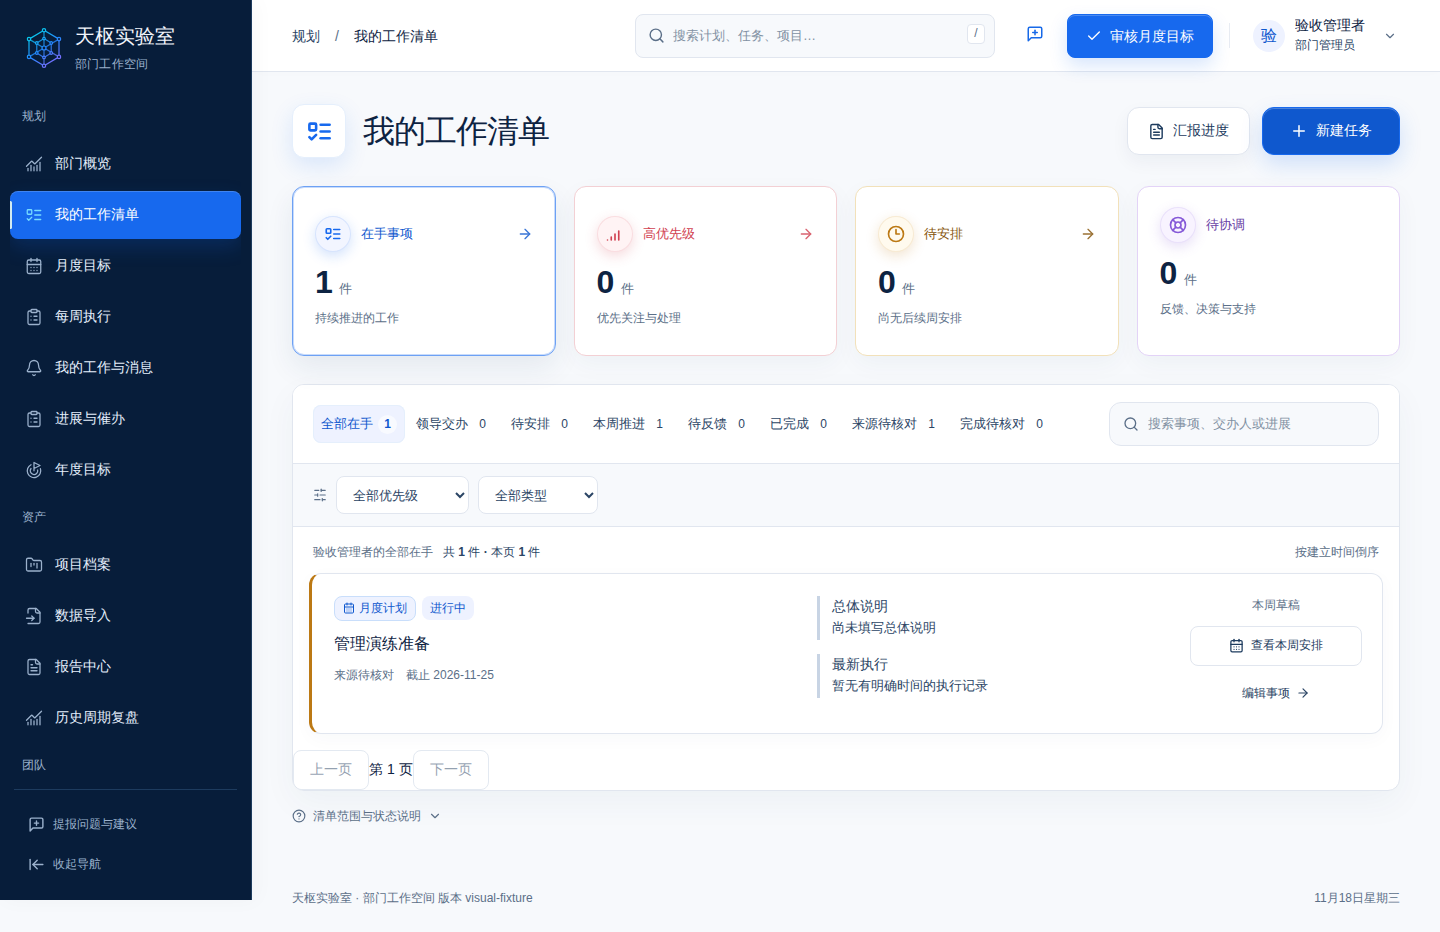 天枢实验室
部门工作空间
规划
部门概览
我的工作清单
月度目标
每周执行
我的工作与消息
进展与催办
年度目标
资产
项目档案
数据导入
报告中心
历史周期复盘
团队
提报问题与建议
收起导航
规划 / 我的工作清单
搜索计划、任务、项目… /
审核月度目标
验 验收管理者
部门管理员
我的工作清单
汇报进度
新建任务
在手事项
1 件
持续推进的工作
高优先级
0 件
优先关注与处理
待安排
0 件
尚无后续周安排
待协调
0 件
反馈、决策与支持
全部在手 1 领导交办 0 待安排 0 本周推进 1 待反馈 0 已完成 0 来源待核对 1 完成待核对 0
搜索事项、交办人或进展
全部优先级 全部类型
验收管理者的全部在手 共 1 件 · 本页 1 件
按建立时间倒序
月度计划 进行中
管理演练准备
来源待核对 截止 2026-11-25
总体说明
尚未填写总体说明
最新执行
暂无有明确时间的执行记录
本周草稿
查看本周安排
编辑事项
上一页 第 1 页 下一页
清单范围与状态说明
天枢实验室 · 部门工作空间 版本 visual-fixture
11月18日星期三